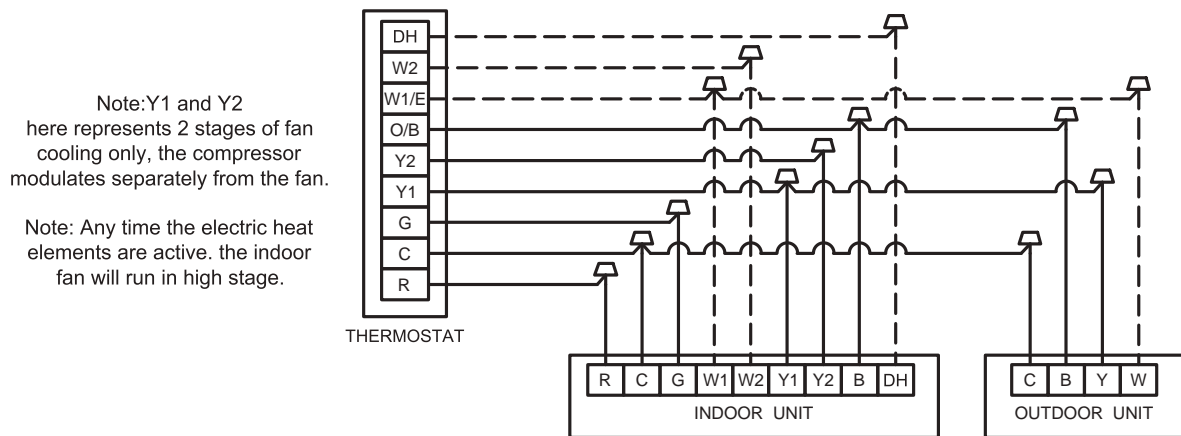 Note:Y1 and Y2
here represents 2 stages of fan
cooling only, the compressor
modulates separately from the fan.
Note: Any time the electric heat
elements are active. the indoor
fan will run in high stage.
DH
W2
W1/E
O/B
Y2
Y1
G
C
R
THERMOSTAT
R C G W1 W2 Y1 Y2 B DH
INDOOR UNIT
C B Y W
OUTDOOR UNIT